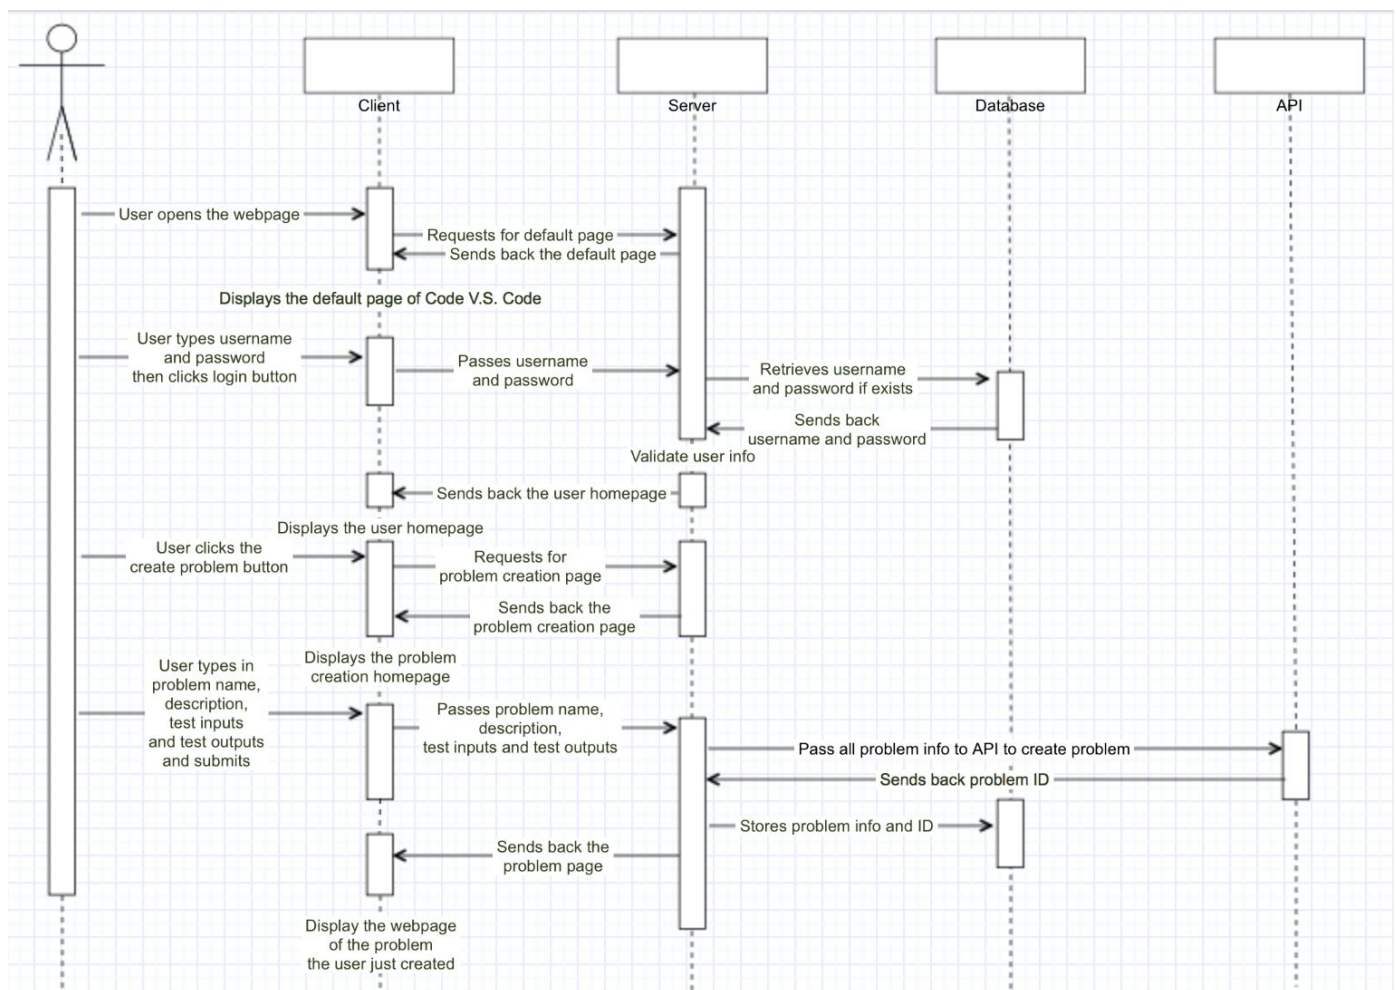 Client
Server
Database
API
User opens the webpage
Requests for default page
Sends back the default page
Displays the default page of Code V.S. Code
User types username
and password
then clicks login button
Passes username
and password
Retrieves username
and password if exists
Sends back
username and password
Validate user info
Sends back the user homepage
Displays the user homepage
User clicks the
create problem button
Requests for
problem creation page
Sends back the
problem creation page
Displays the problem
creation homepage
User types in
problem name,
description,
test inputs
and test outputs
and submits
Passes problem name,
description,
test inputs and test outputs
Pass all problem info to API to create problem
Sends back problem ID
Stores problem info and ID
Sends back the
problem page
Display the webpage
of the problem
the user just created